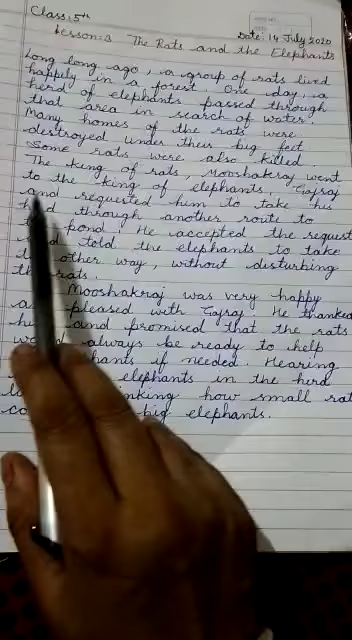 Class:5th
Date: 14 July 2020
Lesson:3 The Rats and the Elephants
Long long ago, a group of rats lived
happily in a forest. One day, a
herd of elephants passed through
that area in search of water.
Many homes of the rats were
destroyed under their big feet
Some rats were also killed.
The king of rats, Mooshakraj went
to the king of elephants, Gajraj
and requested him to take his
through another route to
pond. He accepted the request
told the elephants to take
other way, without disturbing
rats.
Mooshakraj was very happy
pleased with Gajraj. He thanked
and promised that the rats
always be ready to help
if needed. Hearing
elephants in the herd
how small rat
big elephants.